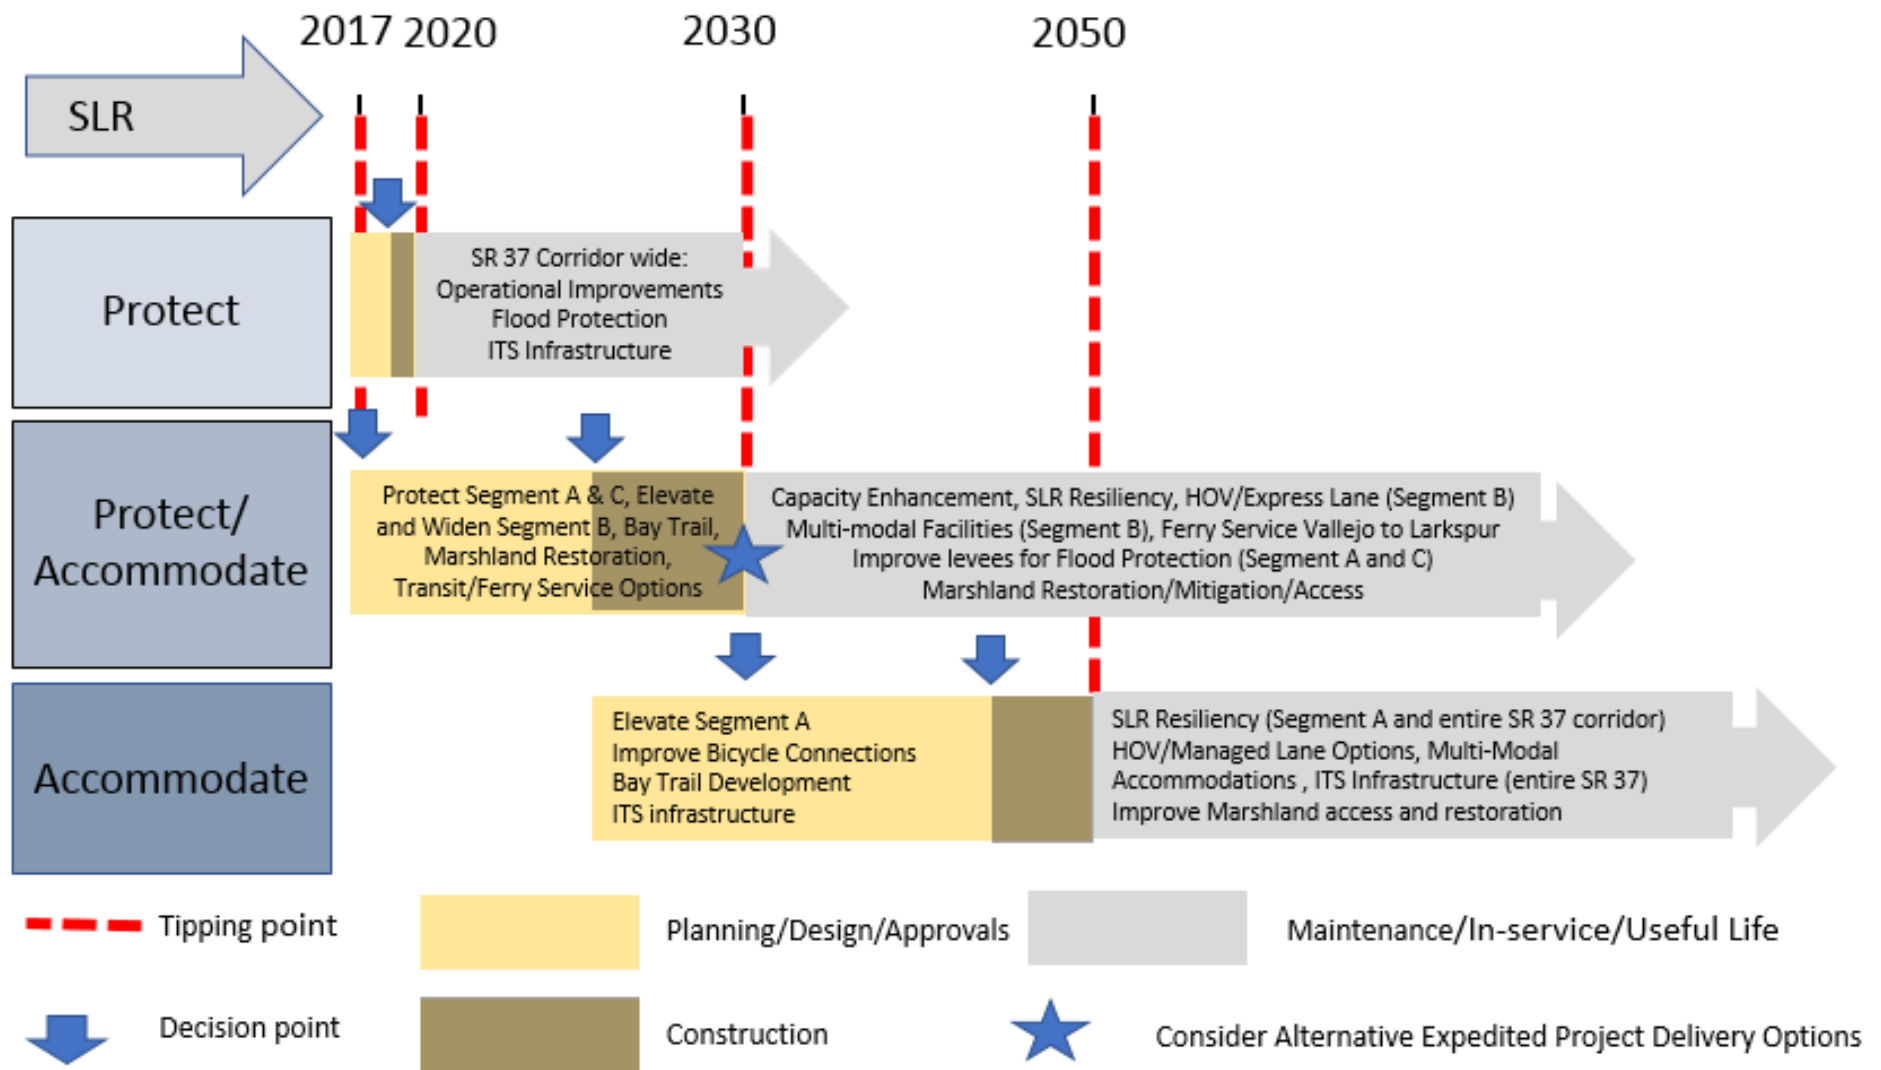 2017 2020 2030 2050
SLR
Protect
SR 37 Corridor wide:
Operational Improvements
Flood Protection
ITS Infrastructure
Protect/
Accommodate
Protect Segment A & C, Elevate
and Widen Segment B, Bay Trail,
Marshland Restoration,
Transit/Ferry Service Options
Capacity Enhancement, SLR Resiliency, HOV/Express Lane (Segment B)
Multi-modal Facilities (Segment B), Ferry Service Vallejo to Larkspur
Improve levees for Flood Protection (Segment A and C)
Marshland Restoration/Mitigation/Access
Accommodate
Elevate Segment A
Improve Bicycle Connections
Bay Trail Development
ITS infrastructure
SLR Resiliency (Segment A and entire SR 37 corridor)
HOV/Managed Lane Options, Multi-Modal
Accommodations , ITS Infrastructure (entire SR 37)
Improve Marshland access and restoration
Tipping point
Planning/Design/Approvals
Maintenance/In-service/Useful Life
Decision point
Construction
Consider Alternative Expedited Project Delivery Options